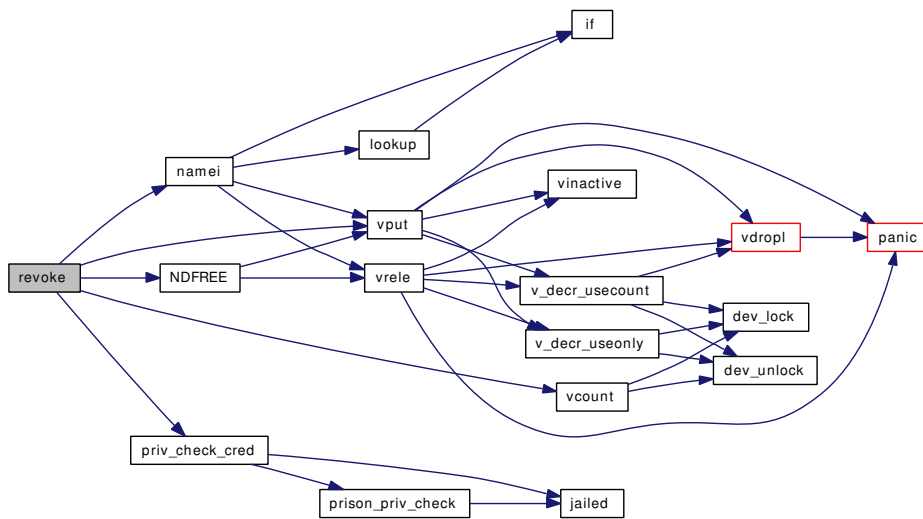 if
lookup
namei
vinactive
vput
vdropl
panic
revoke
NDFREE
vrele
v_decr_usecount
dev_lock
v_decr_useonly
dev_unlock
vcount
priv_check_cred
prison_priv_check
jailed